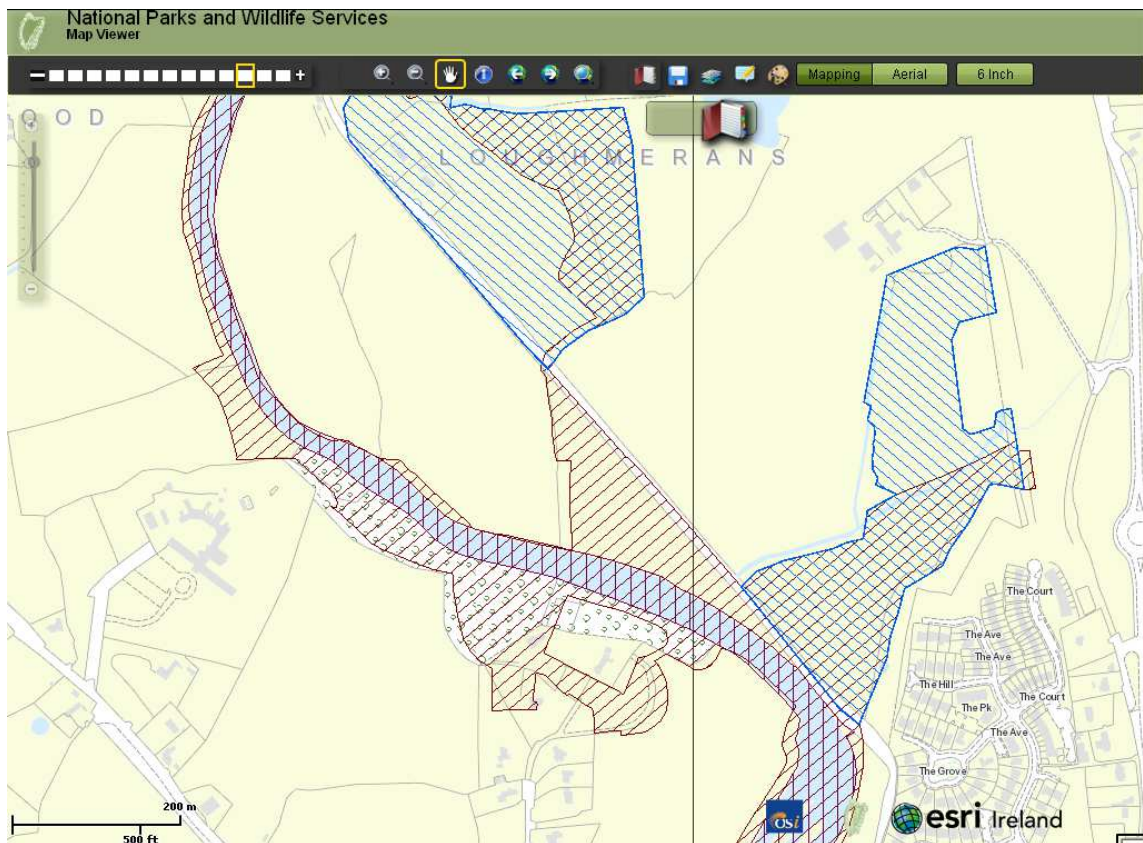 National Parks and Wildlife Services
Map Viewer
Mapping Aerial 6 Inch
O O D
L O U G H M E R A N S
The Court
The Ave
The Ave
The Hill
The Court
The Pk
The Ave
The Grove
200 m
500 ft
OSi
esri Ireland